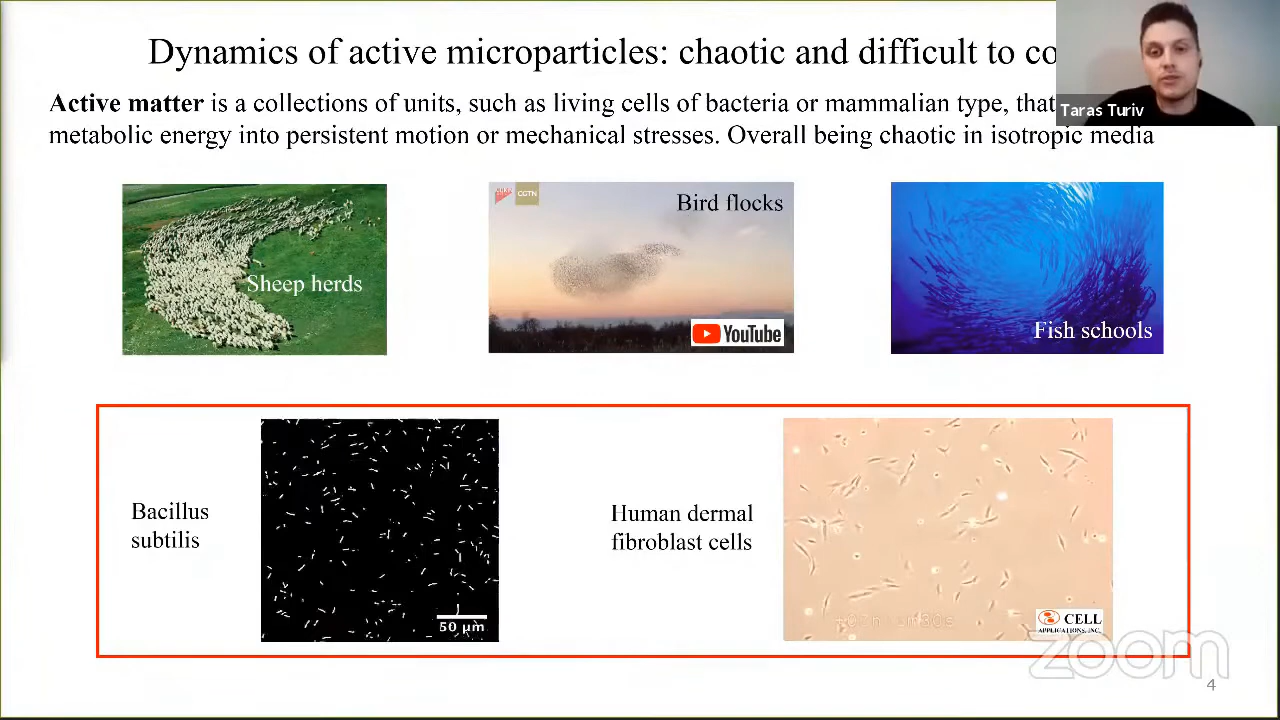 Dynamics of active microparticles: chaotic and difficult to co
Active matter is a collections of units, such as living cells of bacteria or mammalian type, that
metabolic energy into persistent motion or mechanical stresses. Overall being chaotic in isotropic media
Taras Turiv
Sheep herds
CGTN
Bird flocks
YouTube
Fish schools
Bacillus
subtilis
50 µm
Human dermal
fibroblast cells
CELL
APPLICATIONS, INC.
zoom
4